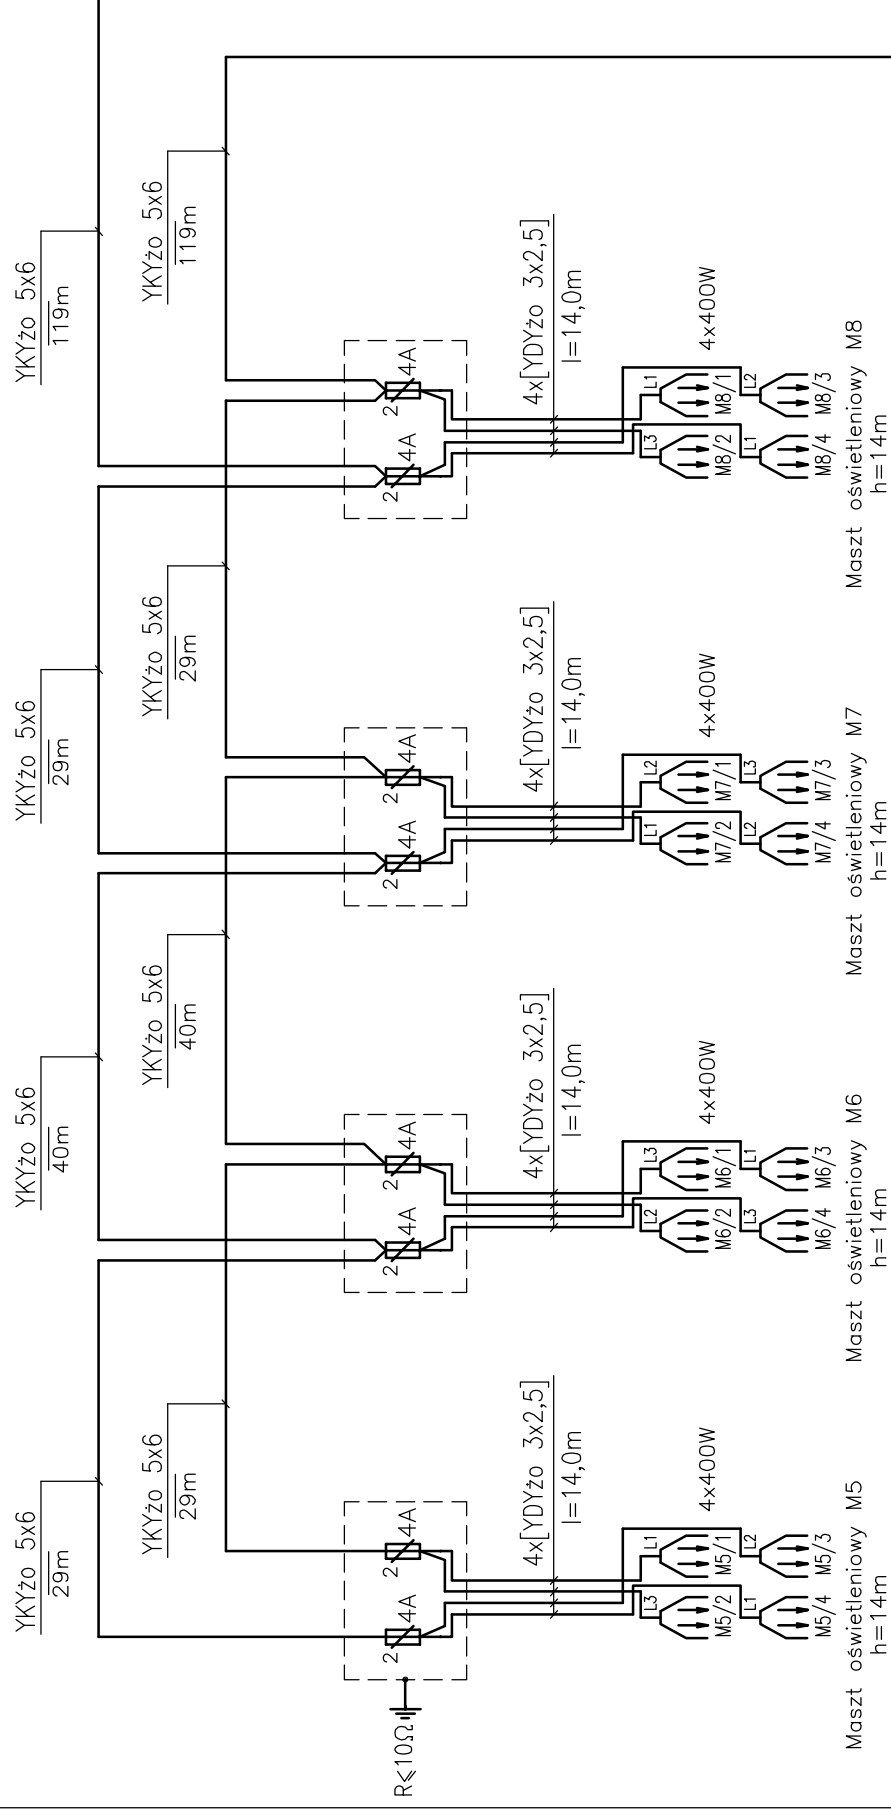 YKYżo 5x6
29m
YKYżo 5x6
40m
YKYżo 5x6
29m
YKYżo 5x6
119m
YKYżo 5x6
29m
YKYżo 5x6
40m
YKYżo 5x6
29m
YKYżo 5x6
119m
R≤10Ω
2 4A
2 4A
4x[YDYżo 3x2,5]
l=14,0m
L3
L1
M5/2
M5/1
4x400W
L1
L2
M5/4
M5/3
Maszt oświetleniowy M5
h=14m
2 4A
2 4A
4x[YDYżo 3x2,5]
l=14,0m
L2
L3
M6/2
M6/1
4x400W
L3
L1
M6/4
M6/3
Maszt oświetleniowy M6
h=14m
2 4A
2 4A
4x[YDYżo 3x2,5]
l=14,0m
L1
L2
M7/2
M7/1
4x400W
L2
L3
M7/4
M7/3
Maszt oświetleniowy M7
h=14m
2 4A
2 4A
4x[YDYżo 3x2,5]
l=14,0m
L3
L1
M8/2
M8/1
4x400W
L1
L2
M8/4
M8/3
Maszt oświetleniowy M8
h=14m